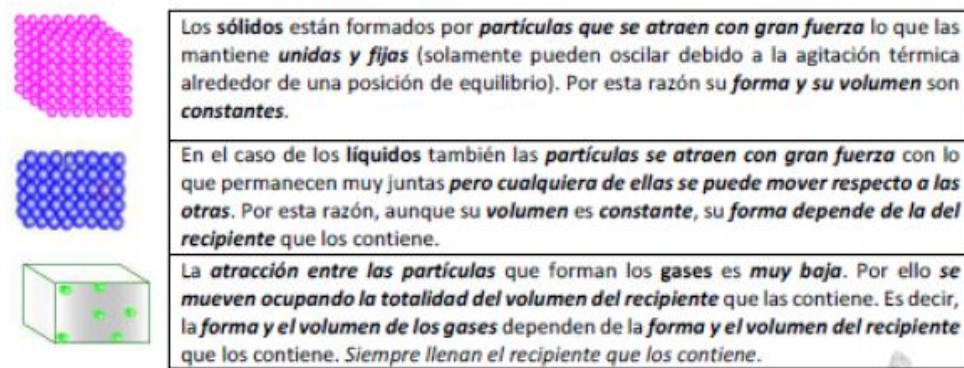 Los sólidos están formados por partículas que se atraen con gran fuerza lo que las
mantiene unidas y fijas (solamente pueden oscilar debido a la agitación térmica
alrededor de una posición de equilibrio). Por esta razón su forma y su volumen son
constantes.
En el caso de los líquidos también las partículas se atraen con gran fuerza con lo
que permanecen muy juntas pero cualquiera de ellas se puede mover respecto a las
otras. Por esta razón, aunque su volumen es constante, su forma depende de la del
recipiente que los contiene.
La atracción entre las partículas que forman los gases es muy baja. Por ello se
mueven ocupando la totalidad del volumen del recipiente que las contiene. Es decir,
la forma y el volumen de los gases dependen de la forma y el volumen del recipiente
que los contiene. Siempre llenan el recipiente que los contiene.